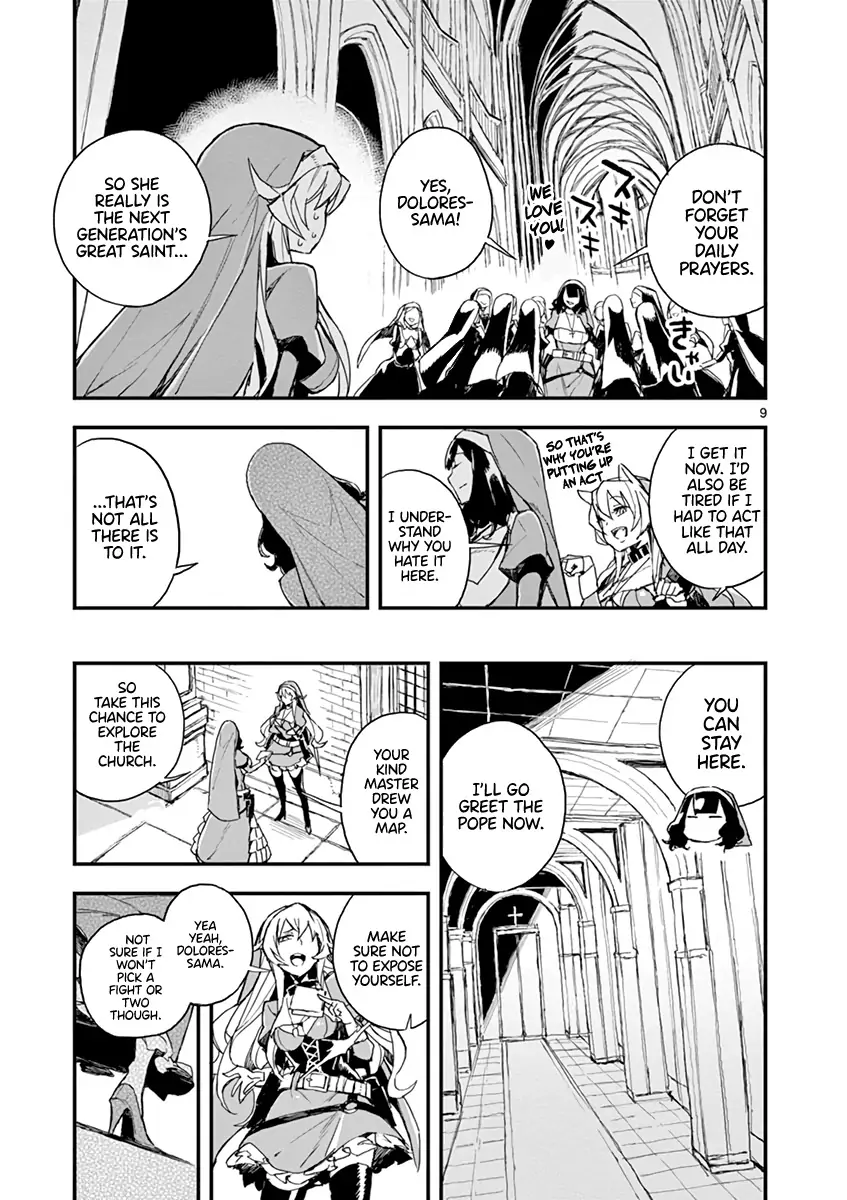 DON'T
FORGET
YOUR
DAILY
PRAYERS.
スス
キャー
WE
LOVE
YOU!
♥
YES,
DOLORES-
SAMA!
SO SHE
REALLY IS
THE NEXT
GENERATION'S
GREAT SAINT...
9
I GET
IT
NOW. I'D
ALSO BE
TIRED IF I
HAD TO ACT
LIKE THAT
ALL DAY.
SO THAT'S
WHY YOU'RE
PUTTING UP
AN ACT
I UNDER-
STAND
WHY YOU
HATE IT
HERE.
...THAT'S
NOT ALL
THERE IS
TO IT.
YOU
CAN
STAY
HERE.
I'LL GO
GREET THE
POPE NOW.
YOUR
KIND
MASTER
DREW
YOU A
MAP.
SO
TAKE THIS
CHANCE TO
EXPLORE
THE
CHURCH.
MAKE
SURE NOT
TO EXPOSE
YOURSELF.
YEA
YEAH,
DOLORES-
SAMA.
NOT
SURE IF I
WON'T
PICK A
FIGHT OR
TWO
THOUGH.